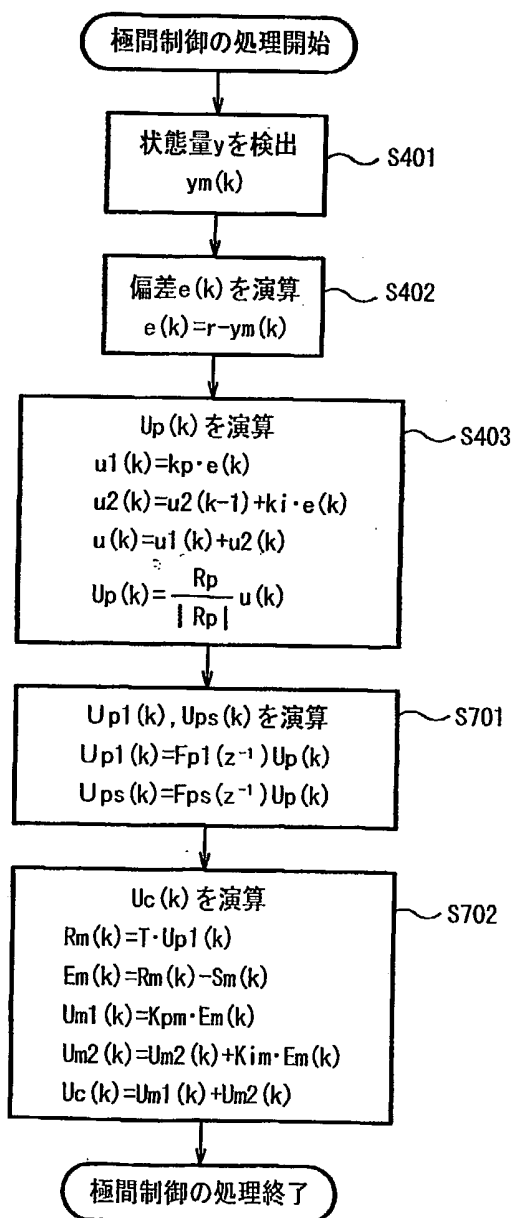 極間制御の処理開始
状態量yを検出
ym(k)
S401
偏差e(k)を演算
e(k)=r-ym(k)
S402
Up(k)を演算
u1(k)=kp·e(k)
u2(k)=u2(k-1)+ki·e(k)
u(k)=u1(k)+u2(k)
Up(k)=Rp/|Rp| u(k)
S403
Up1(k),Ups(k)を演算
Up1(k)=Fp1(z⁻¹)Up(k)
Ups(k)=Fps(z⁻¹)Up(k)
S701
Uc(k)を演算
Rm(k)=T·Up1(k)
Em(k)=Rm(k)-Sm(k)
Um1(k)=Kpm·Em(k)
Um2(k)=Um2(k)+Kim·Em(k)
Uc(k)=Um1(k)+Um2(k)
S702
極間制御の処理終了